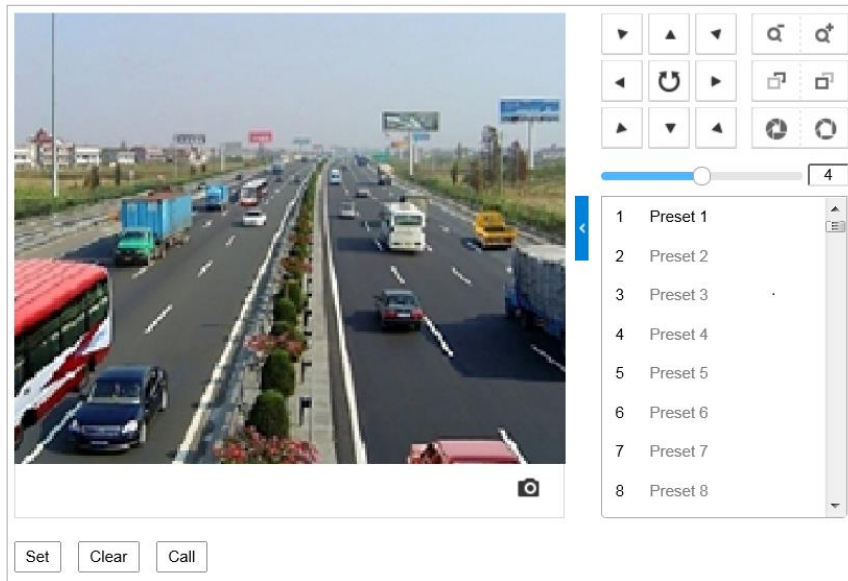 4
1 Preset 1
2 Preset 2
3 Preset 3
4 Preset 4
5 Preset 5
6 Preset 6
7 Preset 7
8 Preset 8
Set Clear Call